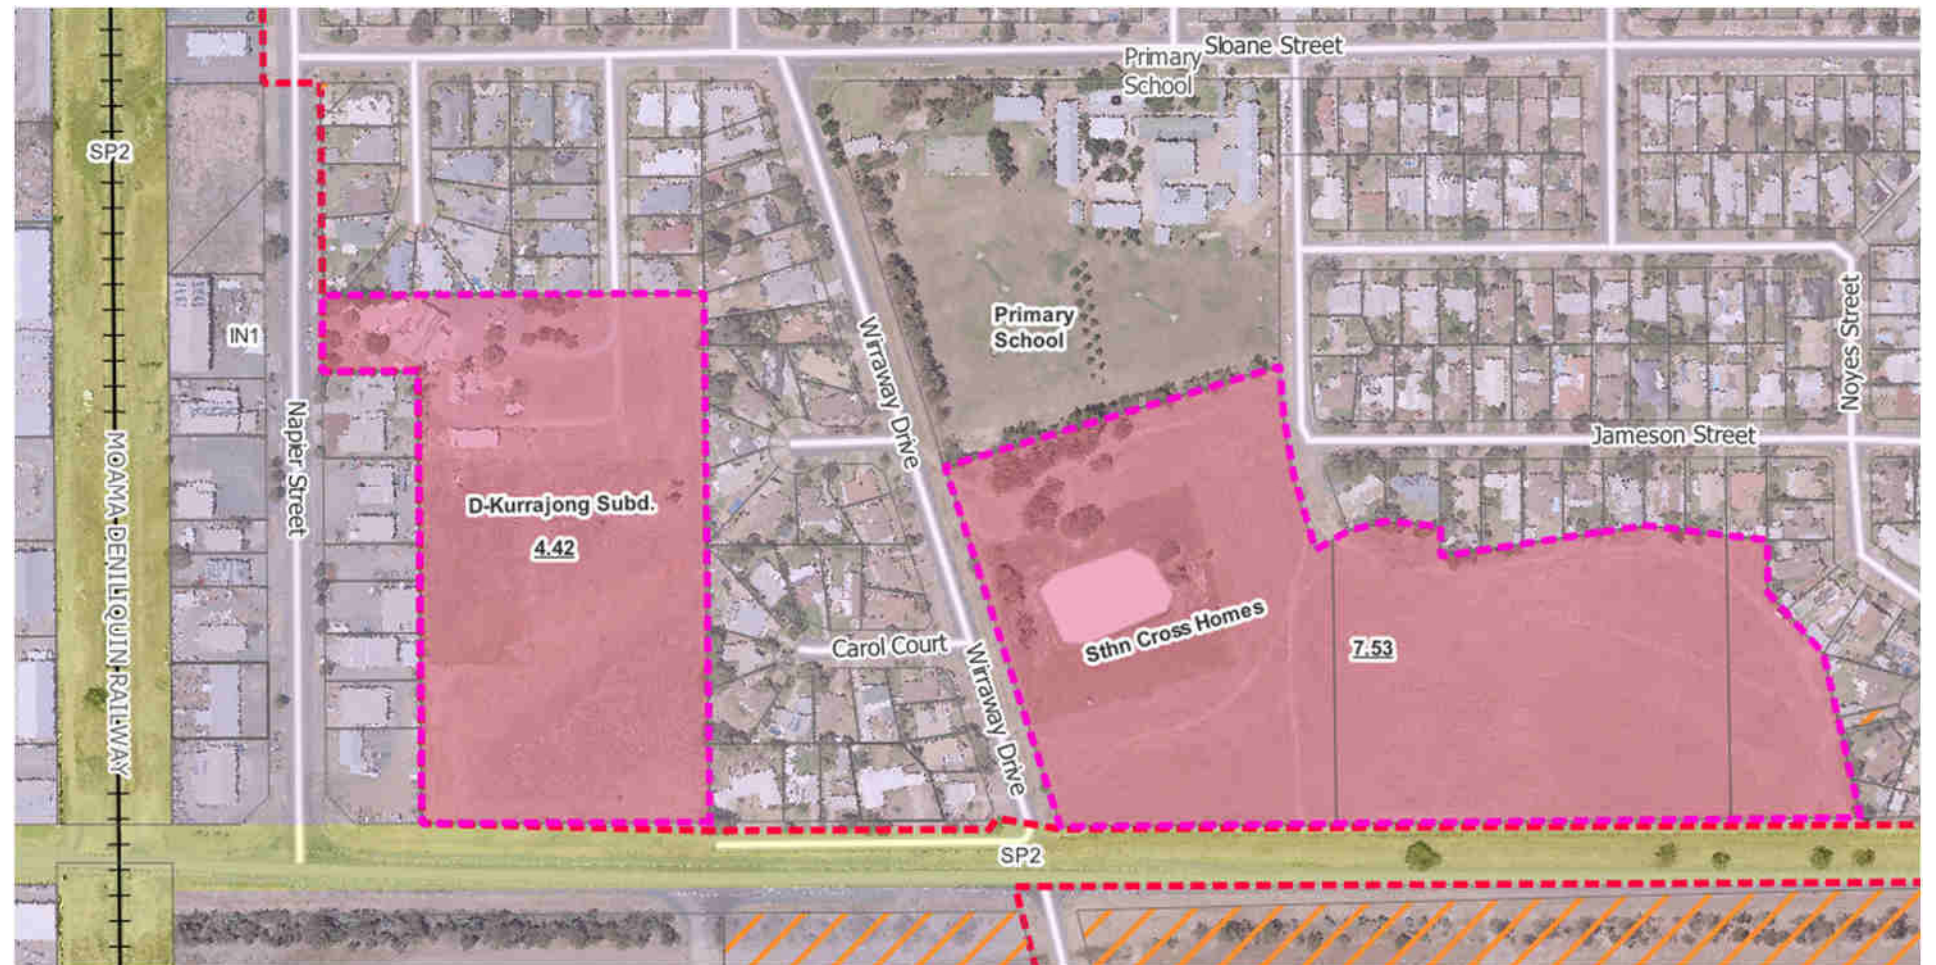 Sloane Street
Primary
School
SP2
IN1
Primary
School
Noyes Street
Wirraway Drive
Napier Street
Jameson Street
MOAMA-DENILIQUIN RAILWAY
D-Kurrajong Subd.
4.42
Sthn Cross Homes
Carol Court
7.53
Wirraway Drive
SP2